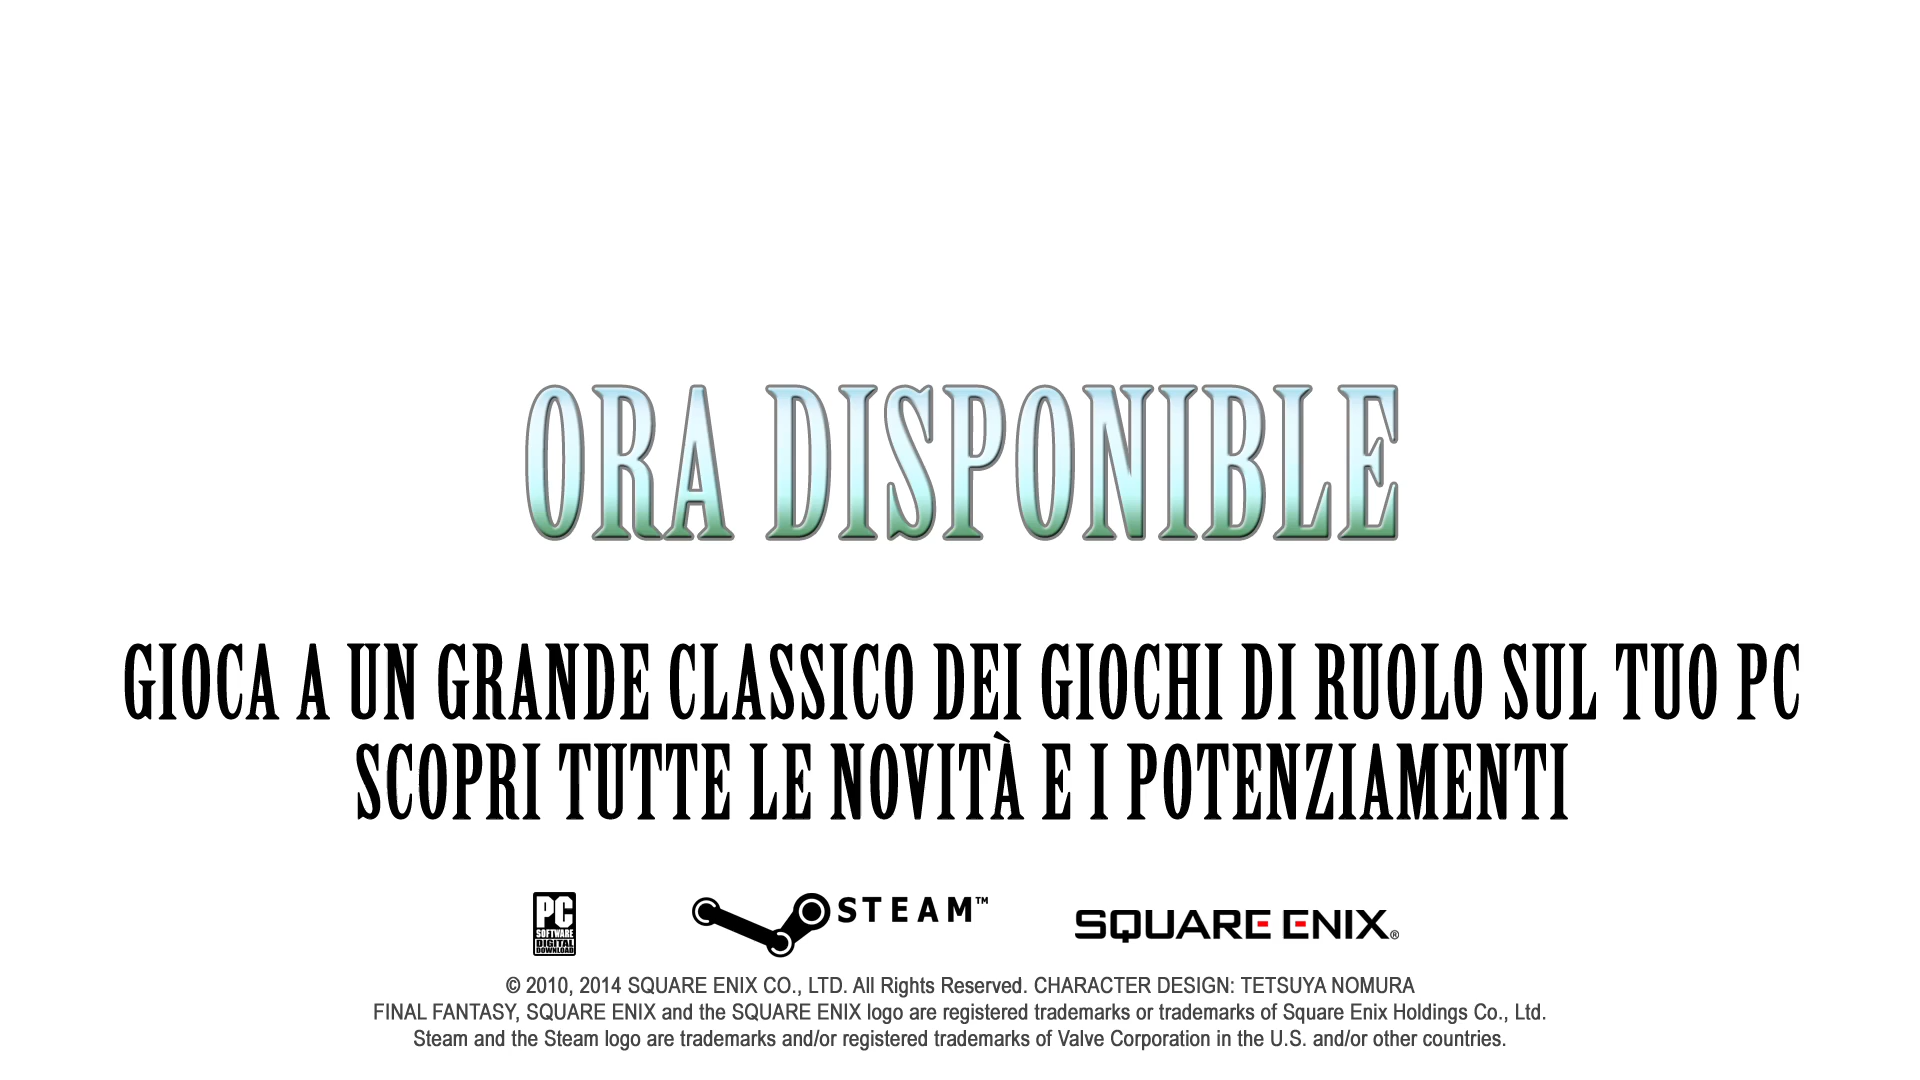 ORA DISPONIBLE
GIOCA A UN GRANDE CLASSICO DEI GIOCHI DI RUOLO SUL TUO PC
SCOPRI TUTTE LE NOVITÀ E I POTENZIAMENTI
PC
SOFTWARE
DIGITAL
DOWNLOAD
STEAM™
SQUARE ENIX®
© 2010, 2014 SQUARE ENIX CO., LTD. All Rights Reserved. CHARACTER DESIGN: TETSUYA NOMURA
FINAL FANTASY, SQUARE ENIX and the SQUARE ENIX logo are registered trademarks or trademarks of Square Enix Holdings Co., Ltd.
Steam and the Steam logo are trademarks and/or registered trademarks of Valve Corporation in the U.S. and/or other countries.